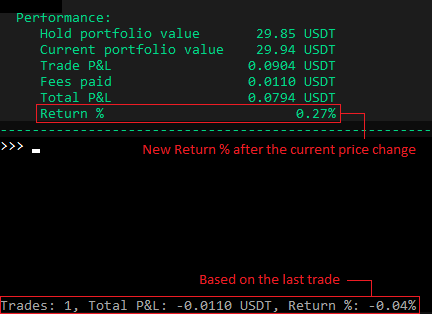 Performance:
Hold portfolio value 29.85 USDT
Current portfolio value 29.94 USDT
Trade P&L 0.0904 USDT
Fees paid 0.0110 USDT
Total P&L 0.0794 USDT
Return % 0.27%
--------------------------------------------------------
>>> _
New Return % after the current price change
Based on the last trade
Trades: 1, Total P&L: -0.0110 USDT, Return %: -0.04%